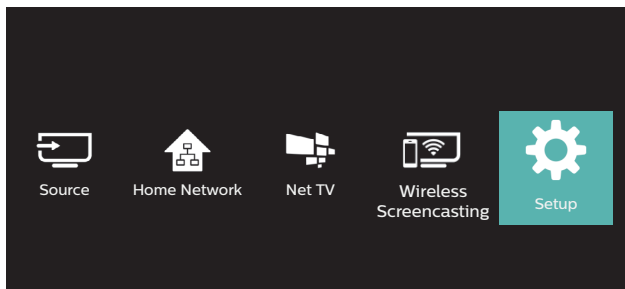 Source
Home Network
Net TV
Wireless
Screencasting
Setup